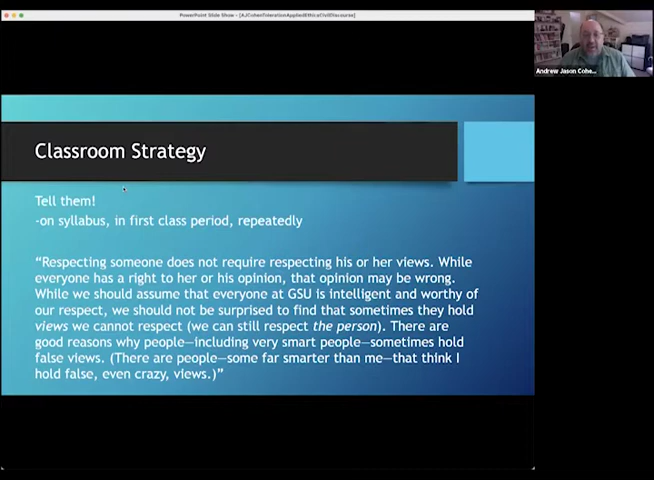 PowerPoint Slide Show - [AJCohenTolerationAppliedEthicsCivilDiscourse]
Andrew Jason Cohe...
Classroom Strategy
Tell them!
-on syllabus, in first class period, repeatedly
“Respecting someone does not require respecting his or her views. While
everyone has a right to her or his opinion, that opinion may be wrong.
While we should assume that everyone at GSU is intelligent and worthy of
our respect, we should not be surprised to find that sometimes they hold
views we cannot respect (we can still respect the person). There are
good reasons why people—including very smart people—sometimes hold
false views. (There are people—some far smarter than me—that think I
hold false, even crazy, views.)”